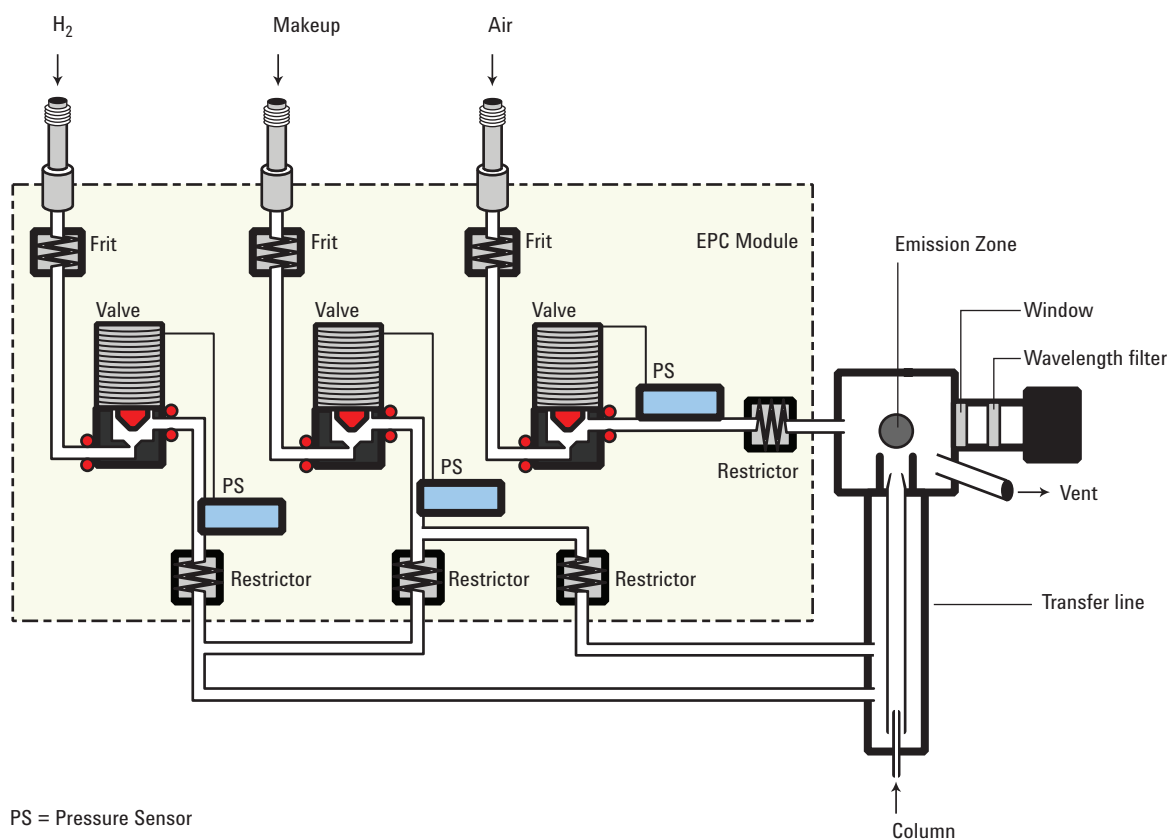 H2
Makeup
Air
Frit
Frit
Frit
EPC Module
Emission Zone
Valve
Valve
Valve
Window
Wavelength filter
PS
Restrictor
PS
PS
Vent
Restrictor
Restrictor
Restrictor
Transfer line
PS = Pressure Sensor
Column